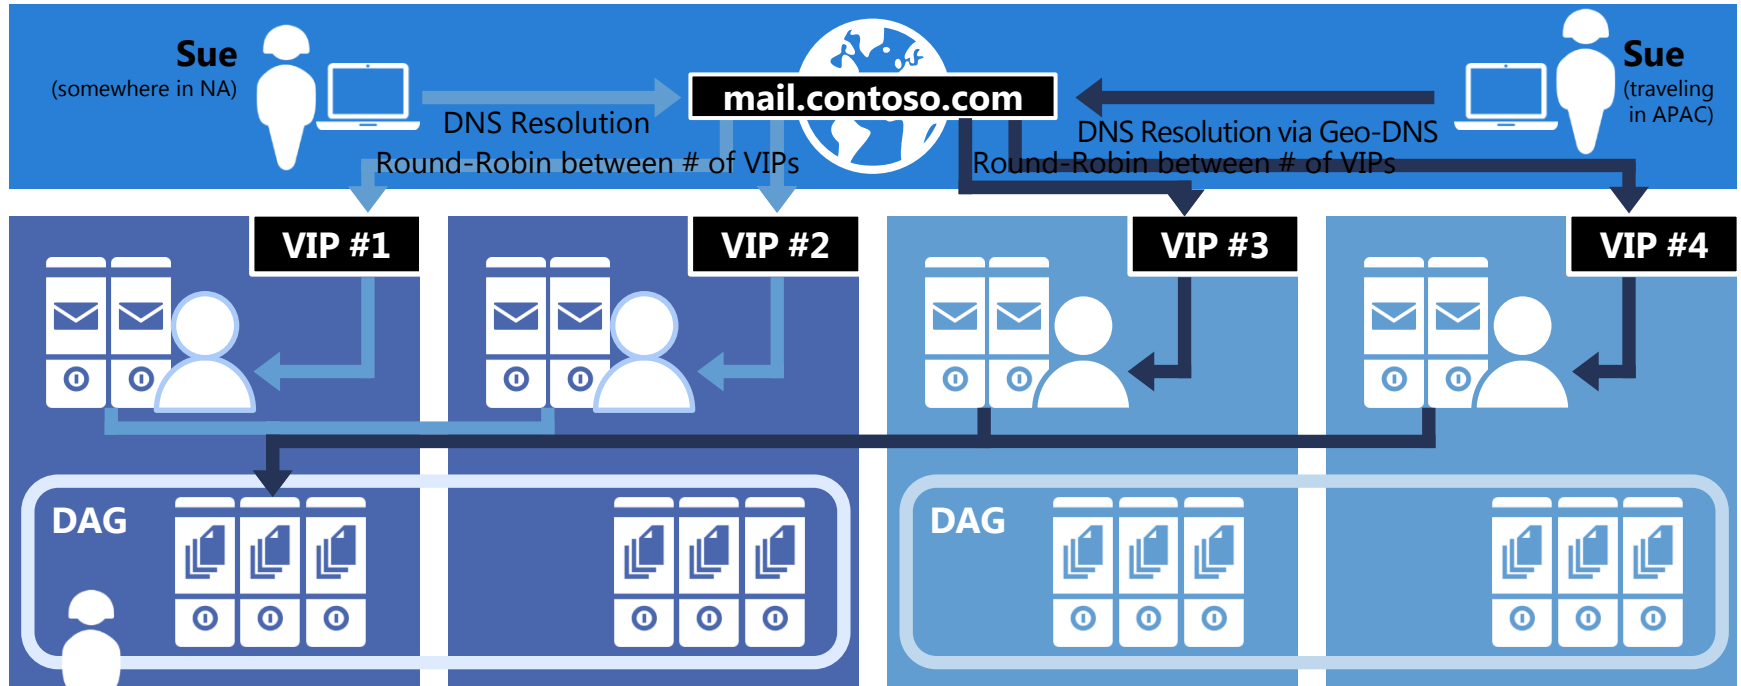 Sue
(somewhere in NA)
DNS Resolution
Round-Robin between # of VIPs
mail.contoso.com
Sue
(traveling
in APAC)
DNS Resolution via Geo-DNS
Round-Robin between # of VIPs
VIP #1
VIP #2
VIP #3
VIP #4
DAG
DAG